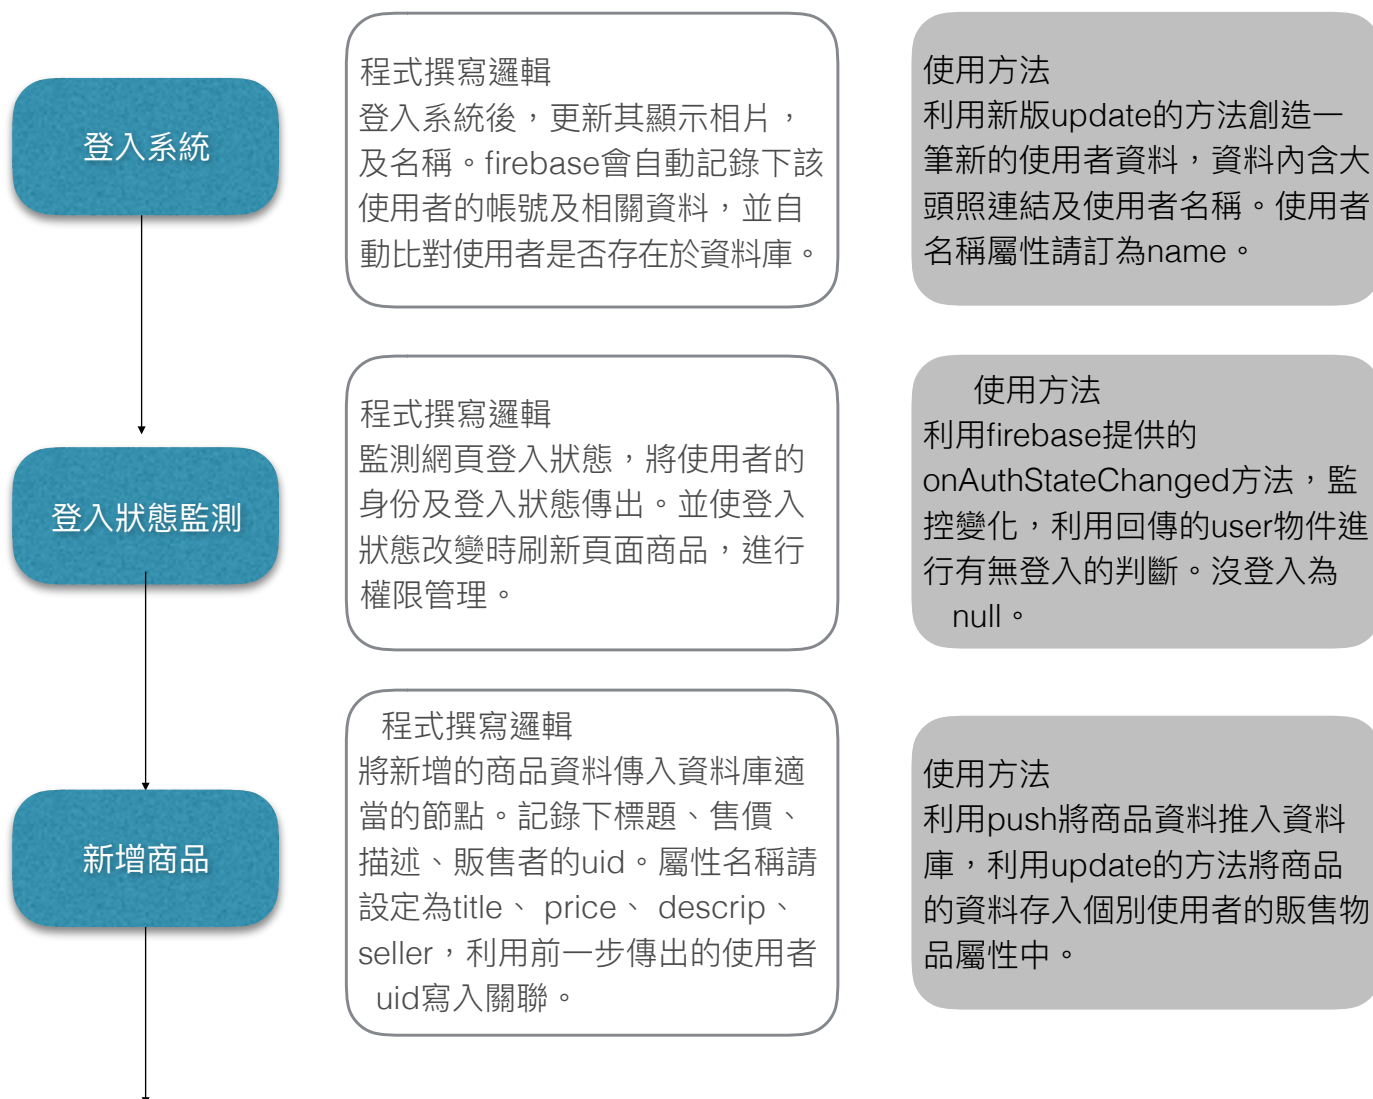 登入系統
程式撰寫邏輯
登入系統後，更新其顯示相片，
及名稱。firebase會自動記錄下該
使用者的帳號及相關資料，並自
動比對使用者是否存在於資料庫。
使用方法
利用新版update的方法創造一
筆新的使用者資料，資料內含大
頭照連結及使用者名稱。使用者
名稱屬性請訂為name。
登入狀態監測
程式撰寫邏輯
監測網頁登入狀態，將使用者的
身份及登入狀態傳出。並使登入
狀態改變時刷新頁面商品，進行
權限管理。
使用方法
利用firebase提供的
onAuthStateChanged方法，監
控變化，利用回傳的user物件進
行有無登入的判斷。沒登入為
null。
新增商品
程式撰寫邏輯
將新增的商品資料傳入資料庫適
當的節點。記錄下標題、售價、
描述、販售者的uid。屬性名稱請
設定為title、 price、 descrip、
seller，利用前一步傳出的使用者
uid寫入關聯。
使用方法
利用push將商品資料推入資料
庫，利用update的方法將商品
的資料存入個別使用者的販售物
品屬性中。